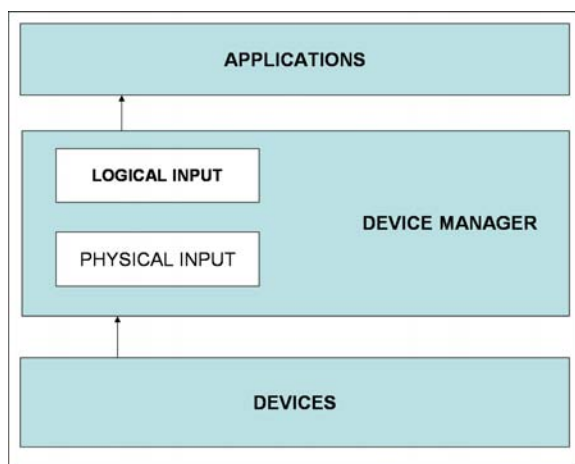 APPLICATIONS
LOGICAL INPUT
DEVICE MANAGER
PHYSICAL INPUT
DEVICES